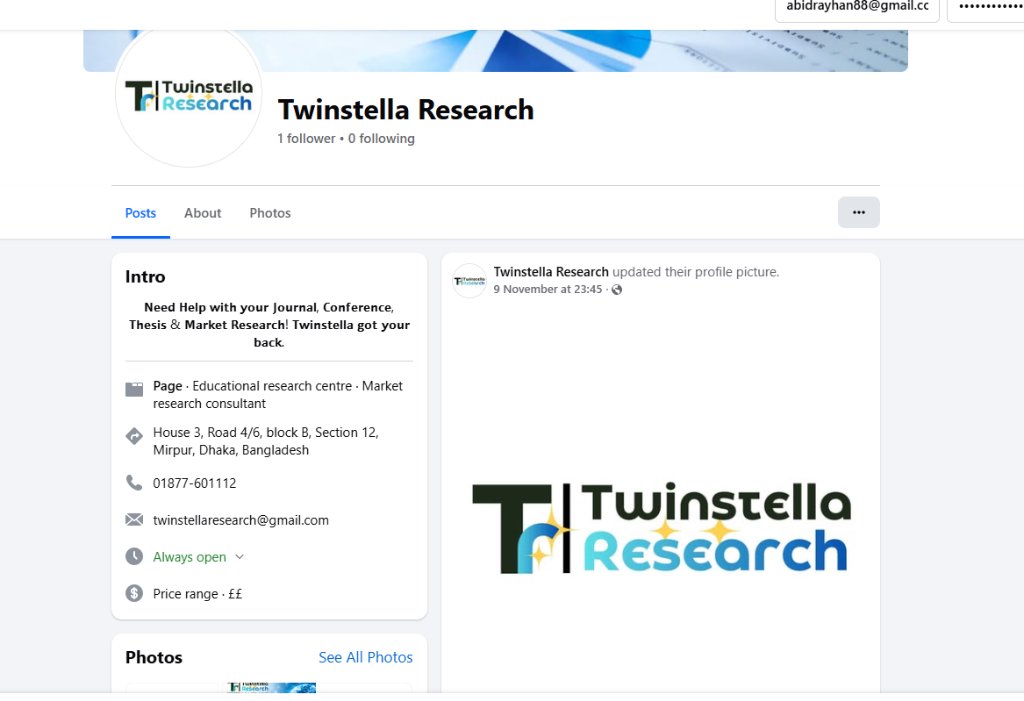 abidrayhan88@gmail.cc
Twinstella
Research
Twinstella Research
1 follower • 0 following
Posts
About
Photos
Intro
Need Help with your Journal, Conference,
Thesis & Market Research! Twinstella got your
back.
Page · Educational research centre · Market
research consultant
House 3, Road 4/6, block B, Section 12,
Mirpur, Dhaka, Bangladesh
01877-601112
twinstellaresearch@gmail.com
Always open
Price range · ££
Photos
See All Photos
Twinstella
Research
Twinstella Research updated their profile picture.
9 November at 23:45 ·
Tr
Twinstella
Research